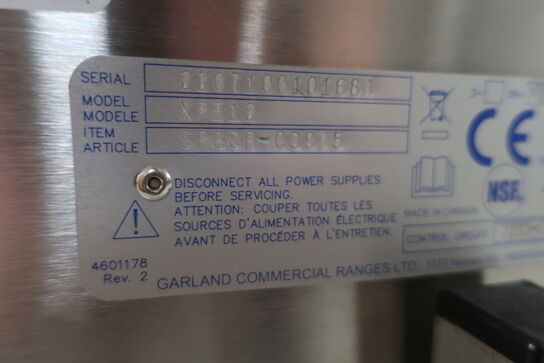 SERIAL
MODEL
MODELE
ITEM
ARTICLE
DISCONNECT ALL POWER SUPPLIES
BEFORE SERVICING.
ATTENTION: COUPER TOUTES LES
SOURCES D'ALIMENTATION ÉLECTRIQUE
AVANT DE PROCÉDER À L'ENTRETIEN.
CE
NSF
MADE IN CANADA
CONTROL CIRCUIT
4601178
Rev. 2
GARLAND COMMERCIAL RANGES LTD.